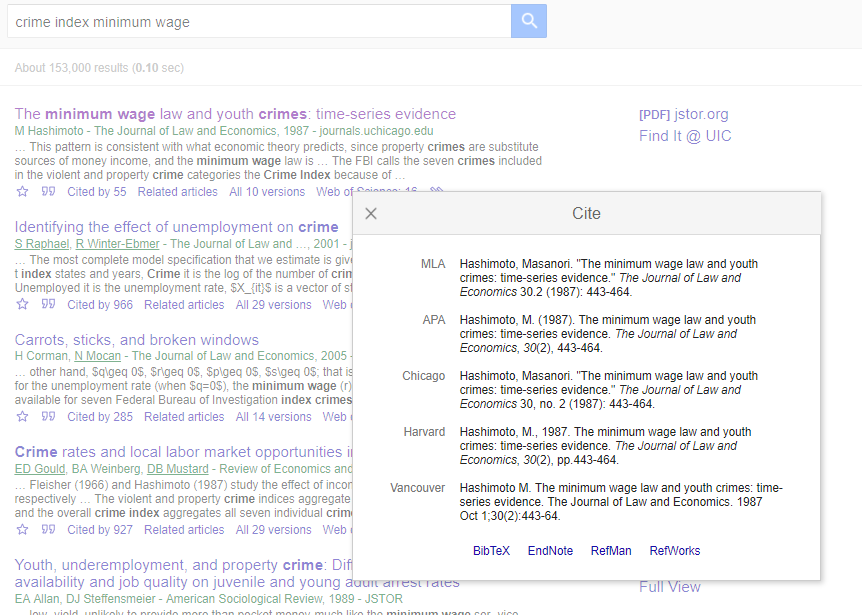 crime index minimum wage
About 153,000 results (0.10 sec)
The minimum wage law and youth crimes: time-series evidence
M Hashimoto - The Journal of Law and Economics, 1987 - journals.uchicago.edu
... This pattern is consistent with what economic theory predicts, since property crimes are substitute
sources of money income, and the minimum wage law is ... The FBI calls the seven crimes included
in the violent and property crime categories the Crime Index because of ...
Cited by 55 Related articles All 10 versions Web of Science: 16
[PDF] jstor.org
Find It @ UIC
Identifying the effect of unemployment on crime
S Raphael, R Winter-Ebmer - The Journal of Law and ..., 2001 - j
... The most complete model specification that we estimate is give
t index states and years, Crime it is the log of the number of crim
Unemployed it is the unemployment rate, $X_{it}$ is a vector of st
Cited by 966 Related articles All 29 versions Web
Carrots, sticks, and broken windows
H Corman, N Mocan - The Journal of Law and Economics, 2005 -
... other hand, $q\geq 0$, $r\geq 0$, $p\geq 0$, $s\geq 0$; that is
for the unemployment rate (when $q=0$), the minimum wage (r)
available for seven Federal Bureau of Investigation index crimes
Cited by 285 Related articles All 14 versions Web
Crime rates and local labor market opportunities i
ED Gould, BA Weinberg, DB Mustard - Review of Economics and
... Fleisher (1966) and Hashimoto (1987) study the effect of incon
respectively ... The violent and property crime indices aggregate
and the overall crime index aggregates all seven individual crime
Cited by 927 Related articles All 29 versions Web
Youth, underemployment, and property crime: Dif
availability and job quality on juvenile and young adult arrest rates
EA Allan, DJ Steffensmeier - American Sociological Review, 1989 - JSTOR
... low yield, unlikely to provide more than pocket money much like the minimum wage ser vice
Full View
Cite
MLA Hashimoto, Masanori. "The minimum wage law and youth
crimes: time-series evidence." The Journal of Law and
Economics 30.2 (1987): 443-464.
APA Hashimoto, M. (1987). The minimum wage law and youth
crimes: time-series evidence. The Journal of Law and
Economics, 30(2), 443-464.
Chicago Hashimoto, Masanori. "The minimum wage law and youth
crimes: time-series evidence." The Journal of Law and
Economics 30, no. 2 (1987): 443-464.
Harvard Hashimoto, M., 1987. The minimum wage law and youth
crimes: time-series evidence. The Journal of Law and
Economics, 30(2), pp.443-464.
Vancouver Hashimoto M. The minimum wage law and youth crimes: time-
series evidence. The Journal of Law and Economics. 1987
Oct 1;30(2):443-64.
BibTeX EndNote RefMan RefWorks